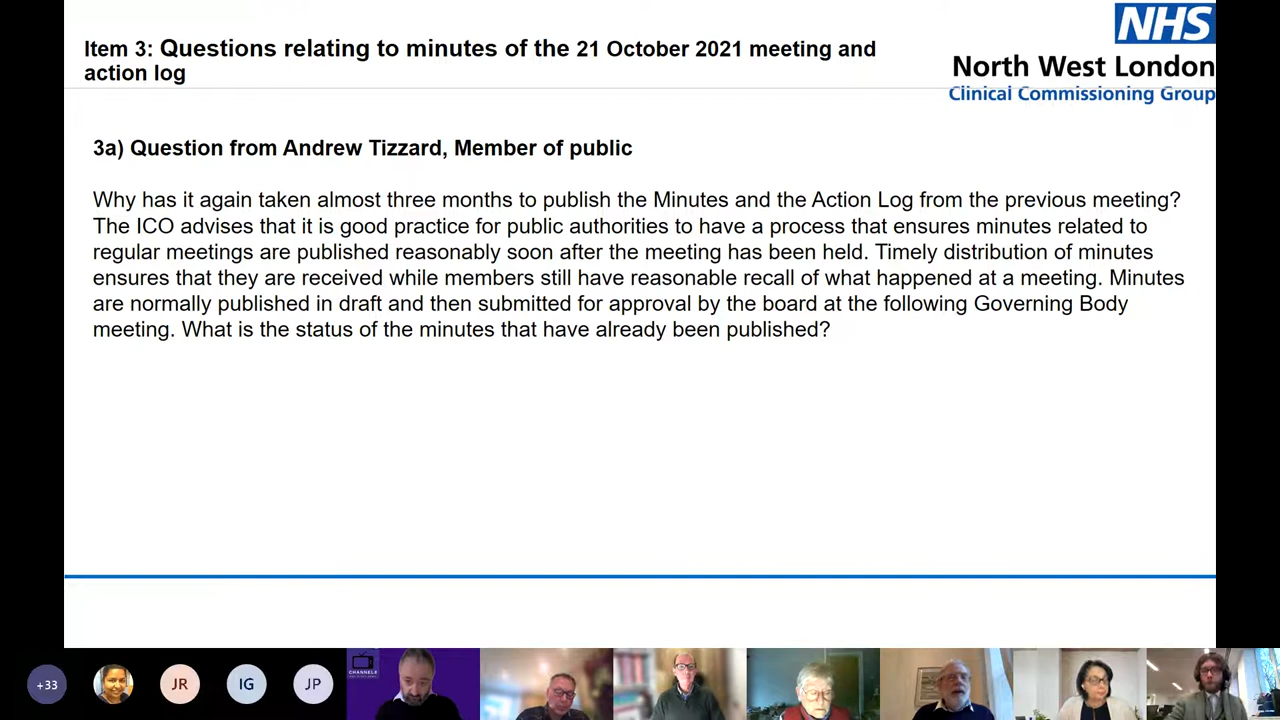 NHS
Item 3: Questions relating to minutes of the 21 October 2021 meeting and
action log
North West London
Clinical Commissioning Group
3a) Question from Andrew Tizzard, Member of public
Why has it again taken almost three months to publish the Minutes and the Action Log from the previous meeting?
The ICO advises that it is good practice for public authorities to have a process that ensures minutes related to
regular meetings are published reasonably soon after the meeting has been held. Timely distribution of minutes
ensures that they are received while members still have reasonable recall of what happened at a meeting. Minutes
are normally published in draft and then submitted for approval by the board at the following Governing Body
meeting. What is the status of the minutes that have already been published?
+33
JR
IG
JP